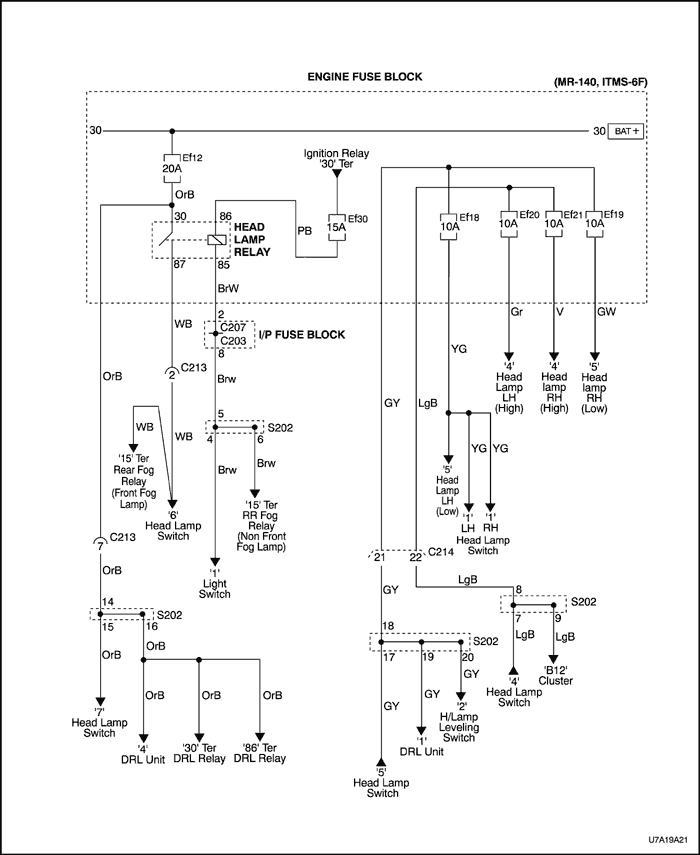 ENGINE FUSE BLOCK
(MR-140, ITMS-6F)
30
30 BAT+
Ef12
20A
Ignition Relay
'30' Ter
OrB
30
86
HEAD
LAMP
RELAY
87
85
PB
Ef30
15A
Ef18
10A
Ef20
10A
Ef21
10A
Ef19
10A
BrW
Gr
V
GW
WB
2
C207
C203
I/P FUSE BLOCK
8
YG
2
C213
OrB
Brw
'4'
Head
Lamp
LH
(High)
'4'
Head
lamp
RH
(High)
'5'
Head
lamp
RH
(Low)
GY
LgB
WB
WB
5
S202
4
6
YG
YG
'15' Ter
Rear Fog
Relay
(Front Fog
Lamp)
Brw
Brw
'5'
Head
Lamp
LH
(Low)
'6'
Head Lamp
Switch
'15' Ter
RR Fog
Relay
(Non Front
Fog Lamp)
'1'
LH
'1'
RH
Head Lamp
Switch
7
C213
21
22
C214
OrB
'1'
Light
Switch
GY
LgB
14
S202
15
16
8
S202
7
9
18
S202
17
19
20
LgB
LgB
OrB
OrB
'4'
Head Lamp
Switch
'B12'
Cluster
OrB
OrB
OrB
GY
GY
GY
'7'
Head Lamp
Switch
'2'
H/Lamp
Leveling
Switch
'4'
DRL Unit
'30' Ter
DRL Relay
'86' Ter
DRL Relay
'1'
DRL Unit
'5'
Head Lamp
Switch
U7A19A21